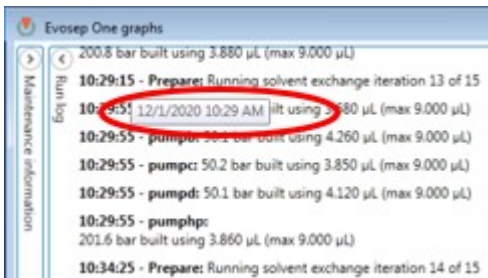 Evosep One graphs
Maintenance information
Run log
200.8 bar built using 3.880 µL (max 9.000 µL)
10:29:15 - Prepare: Running solvent exchange iteration 13 of 15
10:29:55
12/1/2020 10:29 AM
built using 3.680 µL (max 9.000 µL)
10:29:55 - pumpb: 50.1 bar built using 4.260 µL (max 9.000 µL)
10:29:55 - pumpc: 50.2 bar built using 3.850 µL (max 9.000 µL)
10:29:55 - pumpd: 50.1 bar built using 4.120 µL (max 9.000 µL)
10:29:55 - pumphp:
201.6 bar built using 3.860 µL (max 9.000 µL)
10:34:25 - Prepare: Running solvent exchange iteration 14 of 15